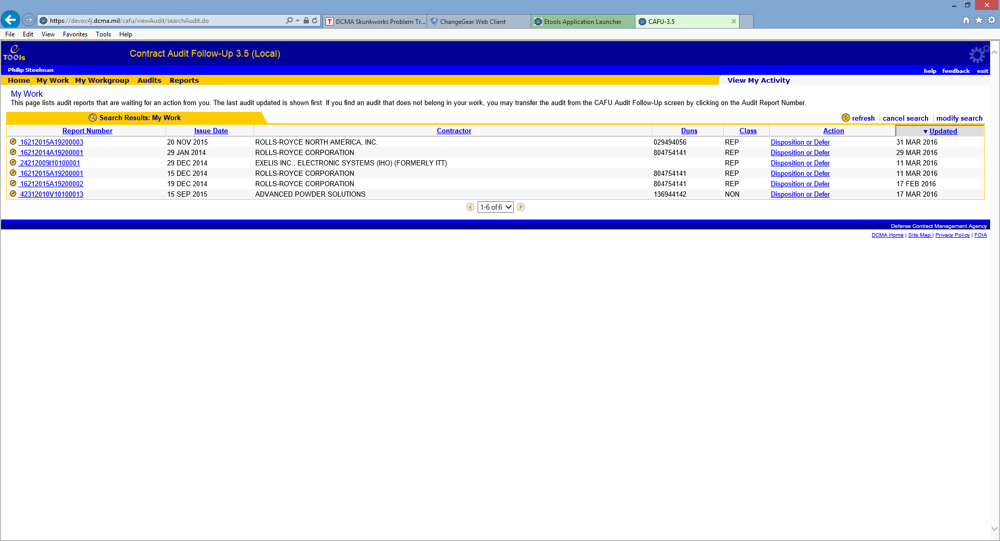 https://devoc4j.dcma.mil/cafu/viewAudit/searchAudit.do
DCMA Skunkworks Problem Tr...
ChangeGear Web Client
Etools Application Launcher
CAFU-3.5
File Edit View Favorites Tools Help
e TOOls
Contract Audit Follow-Up 3.5 (Local)
Philip Steelman
help feedback exit
Home My Work My Workgroup Audits Reports
View My Activity
My Work
This page lists audit reports that are waiting for an action from you. The last audit updated is shown first. If you find an audit that does not belong in your work, you may transfer the audit from the CAFU Audit Follow-Up screen by clicking on the Audit Report Number.
Search Results: My Work
refresh | cancel search | modify search
Report Number Issue Date Contractor Duns Class Action ▼ Updated
16212015A19200003 20 NOV 2015 ROLLS-ROYCE NORTH AMERICA, INC. 029494056 REP Disposition or Defer 31 MAR 2016
16212014A19200001 29 JAN 2014 ROLLS-ROYCE CORPORATION 804754141 REP Disposition or Defer 29 MAR 2016
24212009I10100001 29 DEC 2014 EXELIS INC., ELECTRONIC SYSTEMS (IHO) (FORMERLY ITT) REP Disposition or Defer 11 MAR 2016
16212015A19200001 15 DEC 2014 ROLLS-ROYCE CORPORATION 804754141 REP Disposition or Defer 11 MAR 2016
16212015A19200002 19 DEC 2014 ROLLS-ROYCE CORPORATION 804754141 REP Disposition or Defer 17 FEB 2016
42312010V10100013 15 SEP 2015 ADVANCED POWDER SOLUTIONS 136944142 NON Disposition or Defer 17 MAR 2016
1-6 of 6
Defense Contract Management Agency
DCMA Home | Site Map | Privacy Policy | FOIA